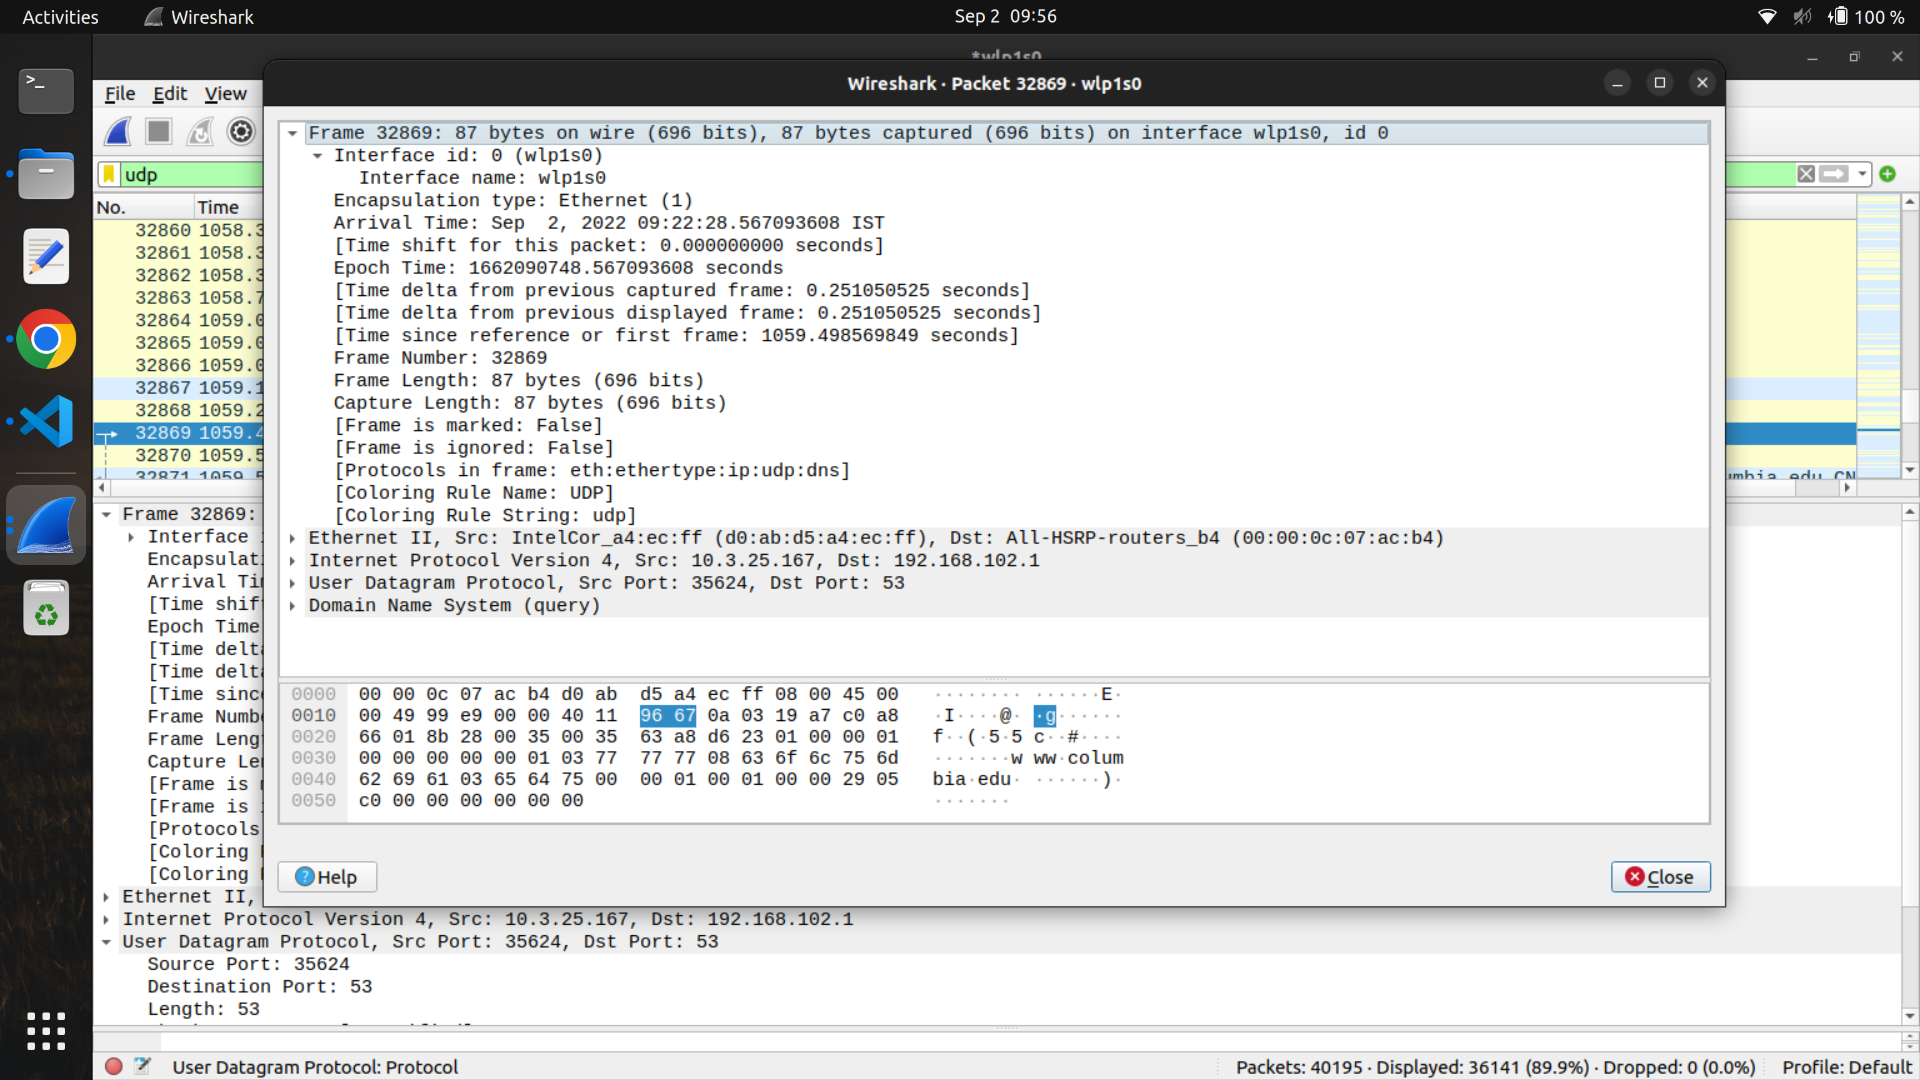 Activities
Wireshark
Sep 2 09:56
100 %
*wlp1s0
File Edit View
udp
No. Time
32860 1058.3
32861 1058.3
32862 1058.3
32863 1058.7
32864 1059.0
32865 1059.0
32866 1059.0
32867 1059.1
32868 1059.2
32869 1059.4
32870 1059.5
32871 1059.5
edu CN
Frame 32869:
Interface
Encapsulati
Arrival Ti
[Time shif
Epoch Time
[Time delt
[Time delt
[Time sinc
Frame Numb
Frame Leng
Capture Le
[Frame is
[Frame is
[Protocols
[Coloring
[Coloring
Ethernet II,
Internet Protocol Version 4, Src: 10.3.25.167, Dst: 192.168.102.1
User Datagram Protocol, Src Port: 35624, Dst Port: 53
Source Port: 35624
Destination Port: 53
Length: 53
User Datagram Protocol: Protocol
Packets: 40195 · Displayed: 36141 (89.9%) · Dropped: 0 (0.0%)
Profile: Default
Wireshark · Packet 32869 · wlp1s0
Frame 32869: 87 bytes on wire (696 bits), 87 bytes captured (696 bits) on interface wlp1s0, id 0
Interface id: 0 (wlp1s0)
Interface name: wlp1s0
Encapsulation type: Ethernet (1)
Arrival Time: Sep  2, 2022 09:22:28.567093608 IST
[Time shift for this packet: 0.000000000 seconds]
Epoch Time: 1662090748.567093608 seconds
[Time delta from previous captured frame: 0.251050525 seconds]
[Time delta from previous displayed frame: 0.251050525 seconds]
[Time since reference or first frame: 1059.498569849 seconds]
Frame Number: 32869
Frame Length: 87 bytes (696 bits)
Capture Length: 87 bytes (696 bits)
[Frame is marked: False]
[Frame is ignored: False]
[Protocols in frame: eth:ethertype:ip:udp:dns]
[Coloring Rule Name: UDP]
[Coloring Rule String: udp]
Ethernet II, Src: IntelCor_a4:ec:ff (d0:ab:d5:a4:ec:ff), Dst: All-HSRP-routers_b4 (00:00:0c:07:ac:b4)
Internet Protocol Version 4, Src: 10.3.25.167, Dst: 192.168.102.1
User Datagram Protocol, Src Port: 35624, Dst Port: 53
Domain Name System (query)
0000 00 00 0c 07 ac b4 d0 ab d5 a4 ec ff 08 00 45 00 ········ ······E·
0010 00 49 99 e9 00 00 40 11 96 67 0a 03 19 a7 c0 a8 ·I····@· ·g······
0020 66 01 8b 28 00 35 00 35 63 a8 d6 23 01 00 00 01 f··(·5·5 c··#····
0030 00 00 00 00 00 01 03 77 77 77 08 63 6f 6c 75 6d ·······w ww·colum
0040 62 69 61 03 65 64 75 00 00 01 00 01 00 00 29 05 bia·edu· ······)·
0050 c0 00 00 00 00 00 00 ·······
Help
Close